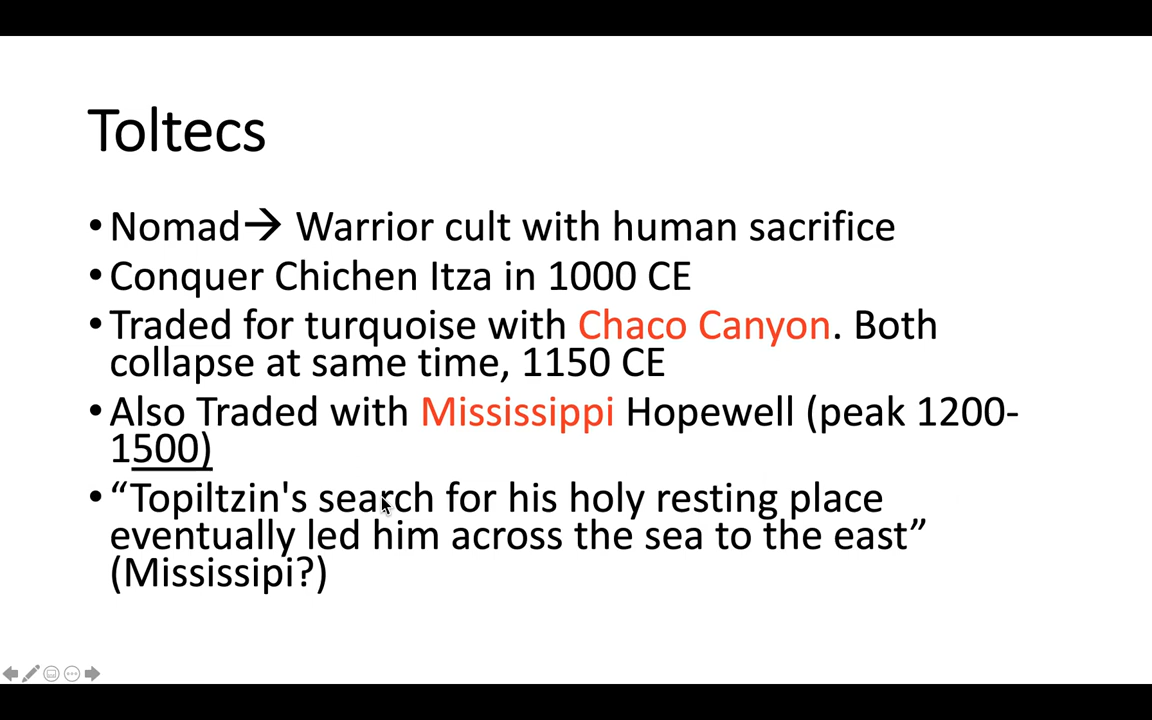 Toltecs
• Nomad→ Warrior cult with human sacrifice
• Conquer Chichen Itza in 1000 CE
• Traded for turquoise with Chaco Canyon. Both
collapse at same time, 1150 CE
• Also Traded with Mississippi Hopewell (peak 1200-
1500)
• “Topiltzin's search for his holy resting place
eventually led him across the sea to the east”
(Mississipi?)